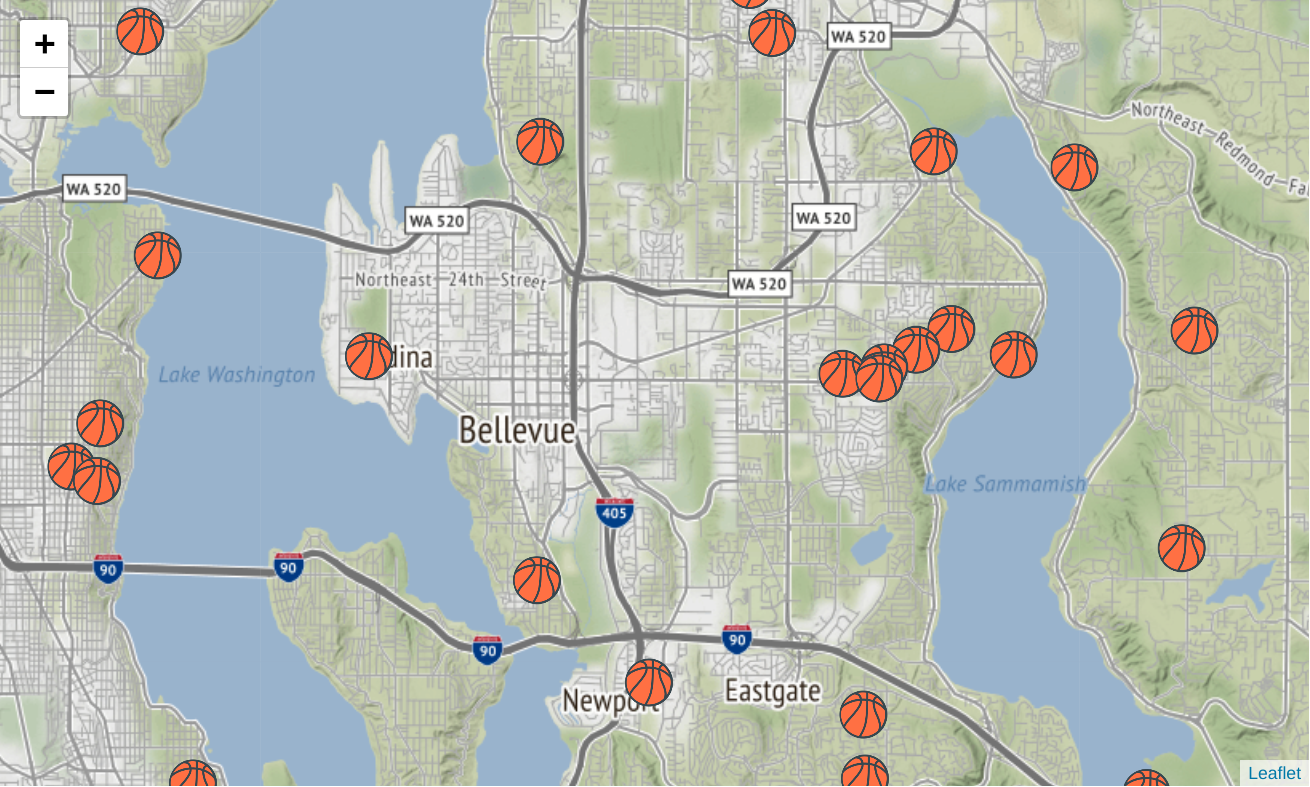 +
WA 520
−
Northeast-Redmond-Fa
WA 520
WA 520
WA 520
Northeast 24th Street
WA 520
dina
Lake Washington
Bellevue
Lake Sammamish
405
90
90
90
90
Newport
Eastgate
Leaflet